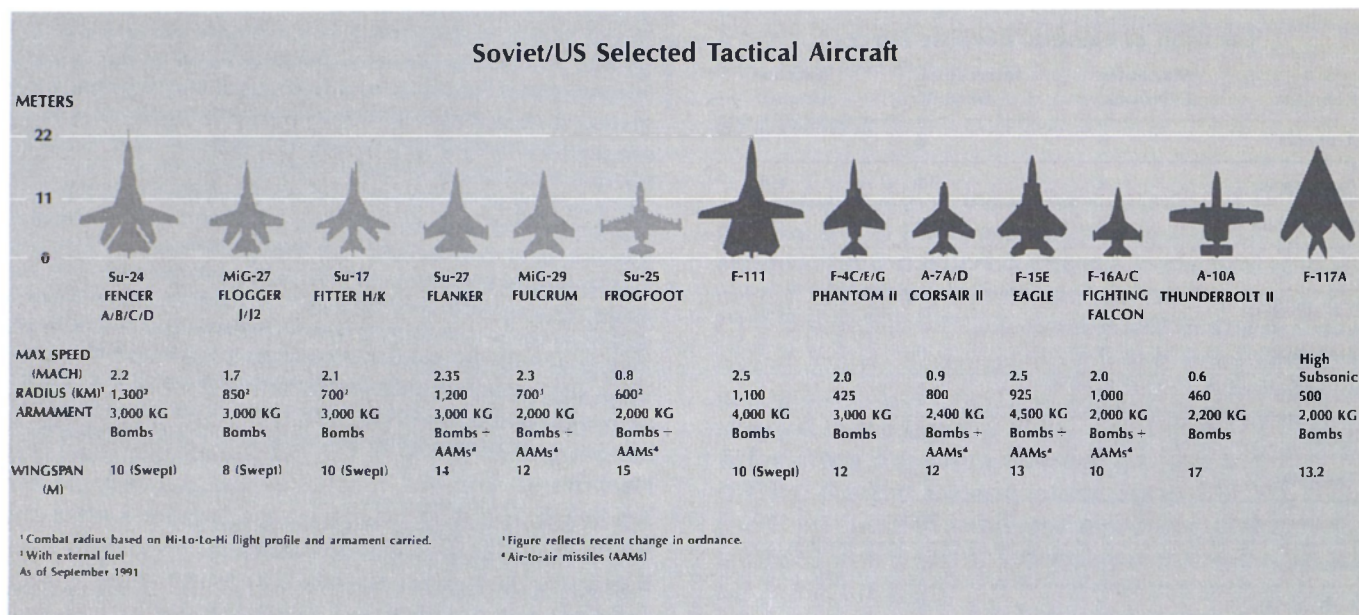 Soviet/US Selected Tactical Aircraft
METERS
22
11
0
Su-24 MiG-27 Su-17 Su-27 MiG-29 Su-25 F-111 F-4C/E/G A-7A/D F-15E F-16A/C A-10A F-117A
FENCER FLOGGER FITTER H/K FLANKER FULCRUM FROGFOOT PHANTOM II CORSAIR II EAGLE FIGHTING THUNDERBOLT II
A/B/C/D J/J2 FALCON
MAX SPEED High
(MACH) 2.2 1.7 2.1 2.35 2.3 0.8 2.5 2.0 0.9 2.5 2.0 0.6 Subsonic
RADIUS (KM)¹ 1,300² 850² 700² 1,200 700³ 600² 1,100 425 800 925 1,000 460 500
ARMAMENT 3,000 KG 3,000 KG 3,000 KG 3,000 KG 2,000 KG 2,000 KG 4,000 KG 3,000 KG 2,400 KG 4,500 KG 2,000 KG 2,200 KG 2,000 KG
Bombs Bombs Bombs Bombs + Bombs + Bombs + Bombs Bombs Bombs + Bombs + Bombs + Bombs Bombs
AAMs⁴ AAMs⁴ AAMs⁴ AAMs⁴ AAMs⁴ AAMs⁴
WINGSPAN 10 (Swept) 8 (Swept) 10 (Swept) 14 12 15 10 (Swept) 12 12 13 10 17 13.2
(M)
¹ Combat radius based on Hi-Lo-Lo-Hi flight profile and armament carried.
² With external fuel
As of September 1991
³ Figure reflects recent change in ordnance.
⁴ Air-to-air missiles (AAMs)